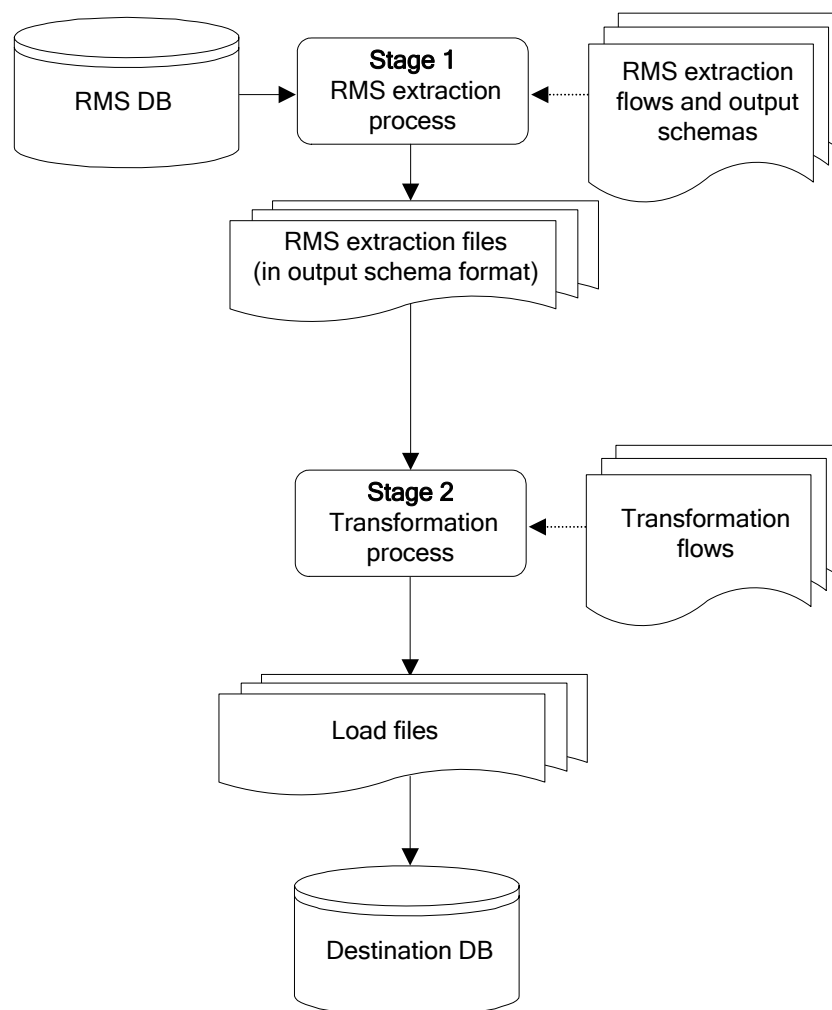 RMS DB
Stage 1
RMS extraction
process
RMS extraction
flows and output
schemas
RMS extraction files
(in output schema format)
Stage 2
Transformation
process
Transformation
flows
Load files
Destination DB